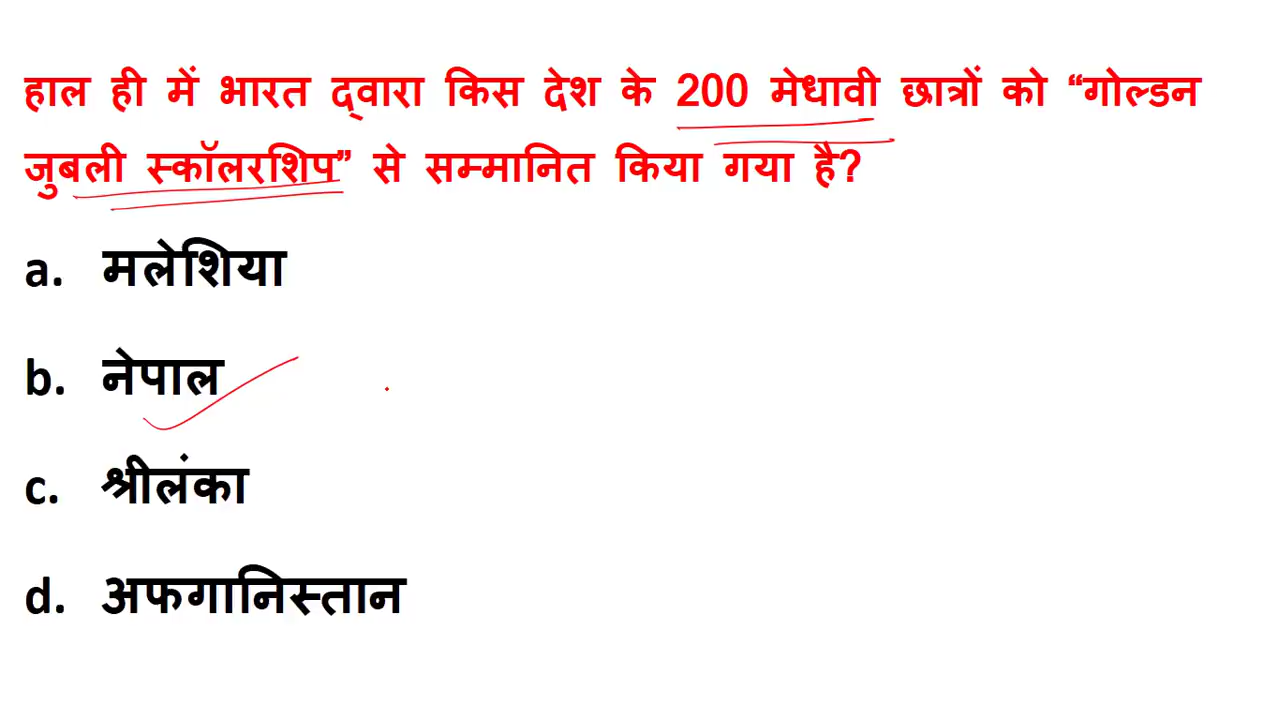 हाल ही में भारत द्वारा किस देश के 200 मेधावी छात्रों को “गोल्डन
जुबली स्कॉलरशिप” से सम्मानित किया गया है?
a. मलेशिया
b. नेपाल
c. श्रीलंका
d. अफगानिस्तान